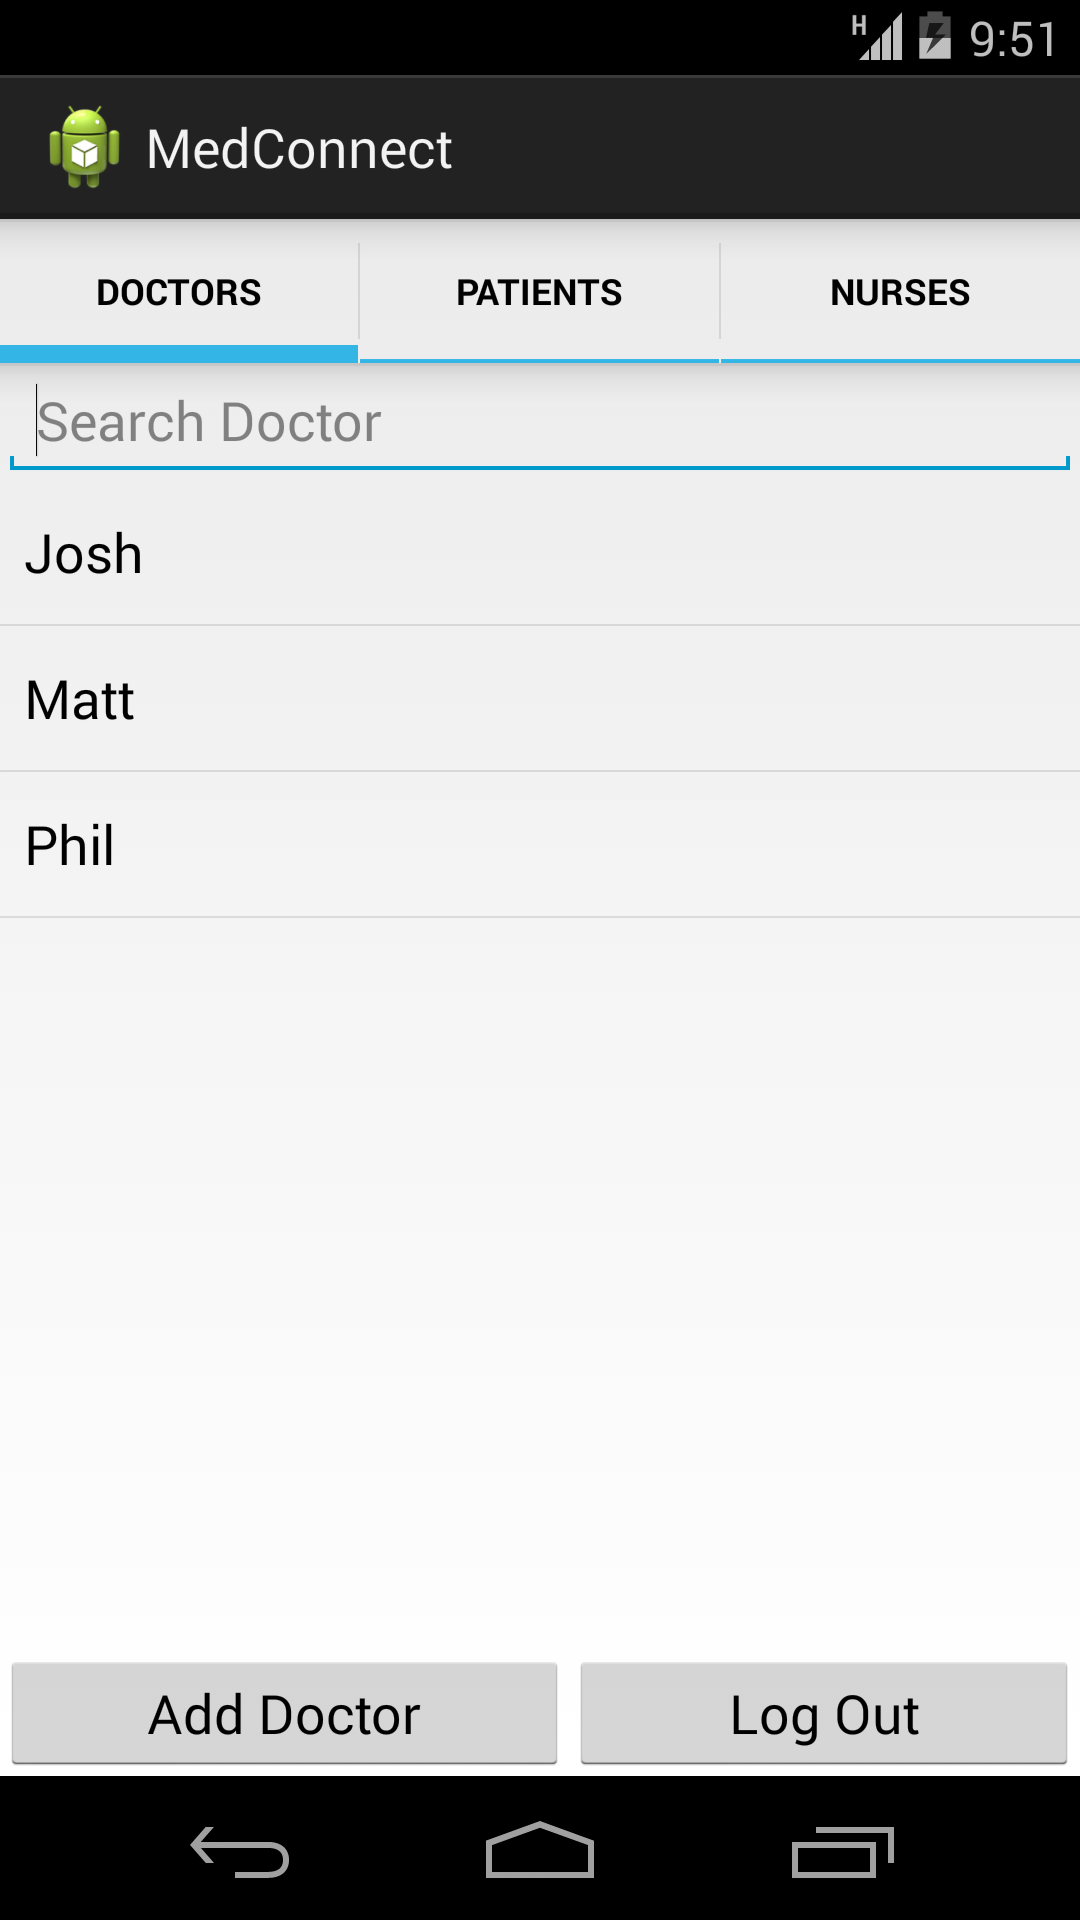 H 9:51
MedConnect
DOCTORS PATIENTS NURSES
Search Doctor
Josh
Matt
Phil
Add Doctor Log Out